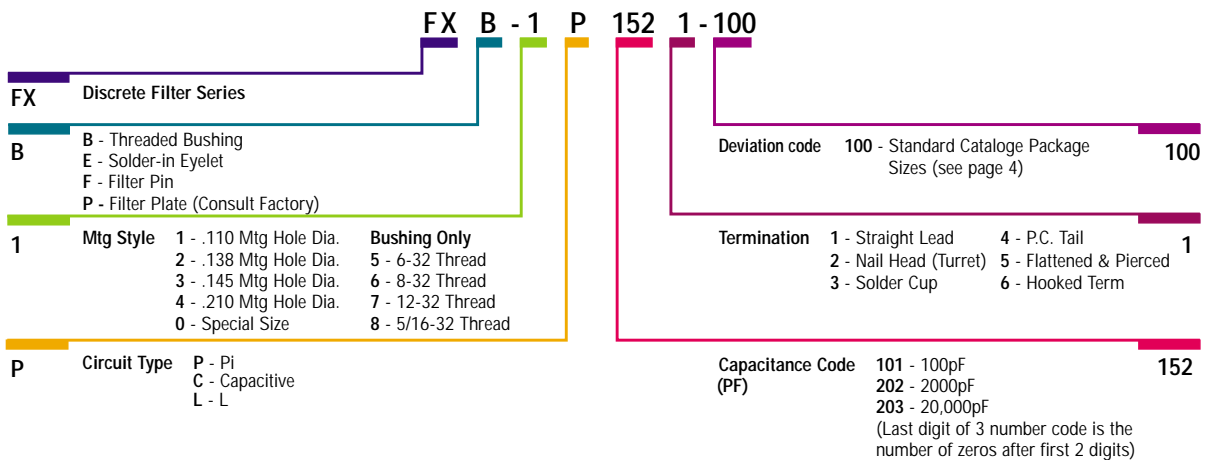 FX B - 1 P 152 1 - 100
FX Discrete Filter Series
B B - Threaded Bushing
E - Solder-in Eyelet
F - Filter Pin
P - Filter Plate (Consult Factory)
Deviation code 100 - Standard Cataloge Package 100
Sizes (see page 4)
1 Mtg Style 1 - .110 Mtg Hole Dia. Bushing Only
2 - .138 Mtg Hole Dia. 5 - 6-32 Thread
3 - .145 Mtg Hole Dia. 6 - 8-32 Thread
4 - .210 Mtg Hole Dia. 7 - 12-32 Thread
0 - Special Size 8 - 5/16-32 Thread
Termination 1 - Straight Lead 4 - P.C. Tail 1
2 - Nail Head (Turret) 5 - Flattened & Pierced
3 - Solder Cup 6 - Hooked Term
P Circuit Type P - Pi
C - Capacitive
L - L
Capacitance Code 101 - 100pF 152
(PF) 202 - 2000pF
203 - 20,000pF
(Last digit of 3 number code is the
number of zeros after first 2 digits)